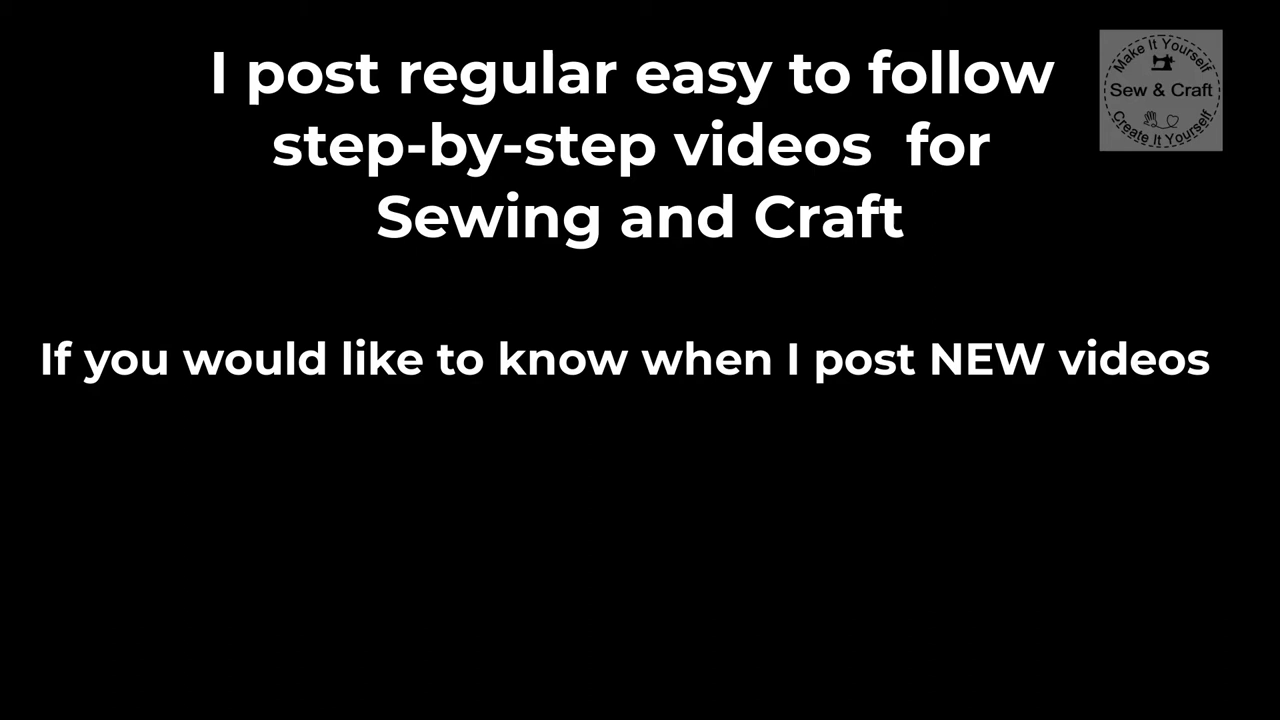 I post regular easy to follow
step-by-step videos for
Sewing and Craft
Make It Yourself
Sew & Craft
Create It Yourself
If you would like to know when I post NEW videos